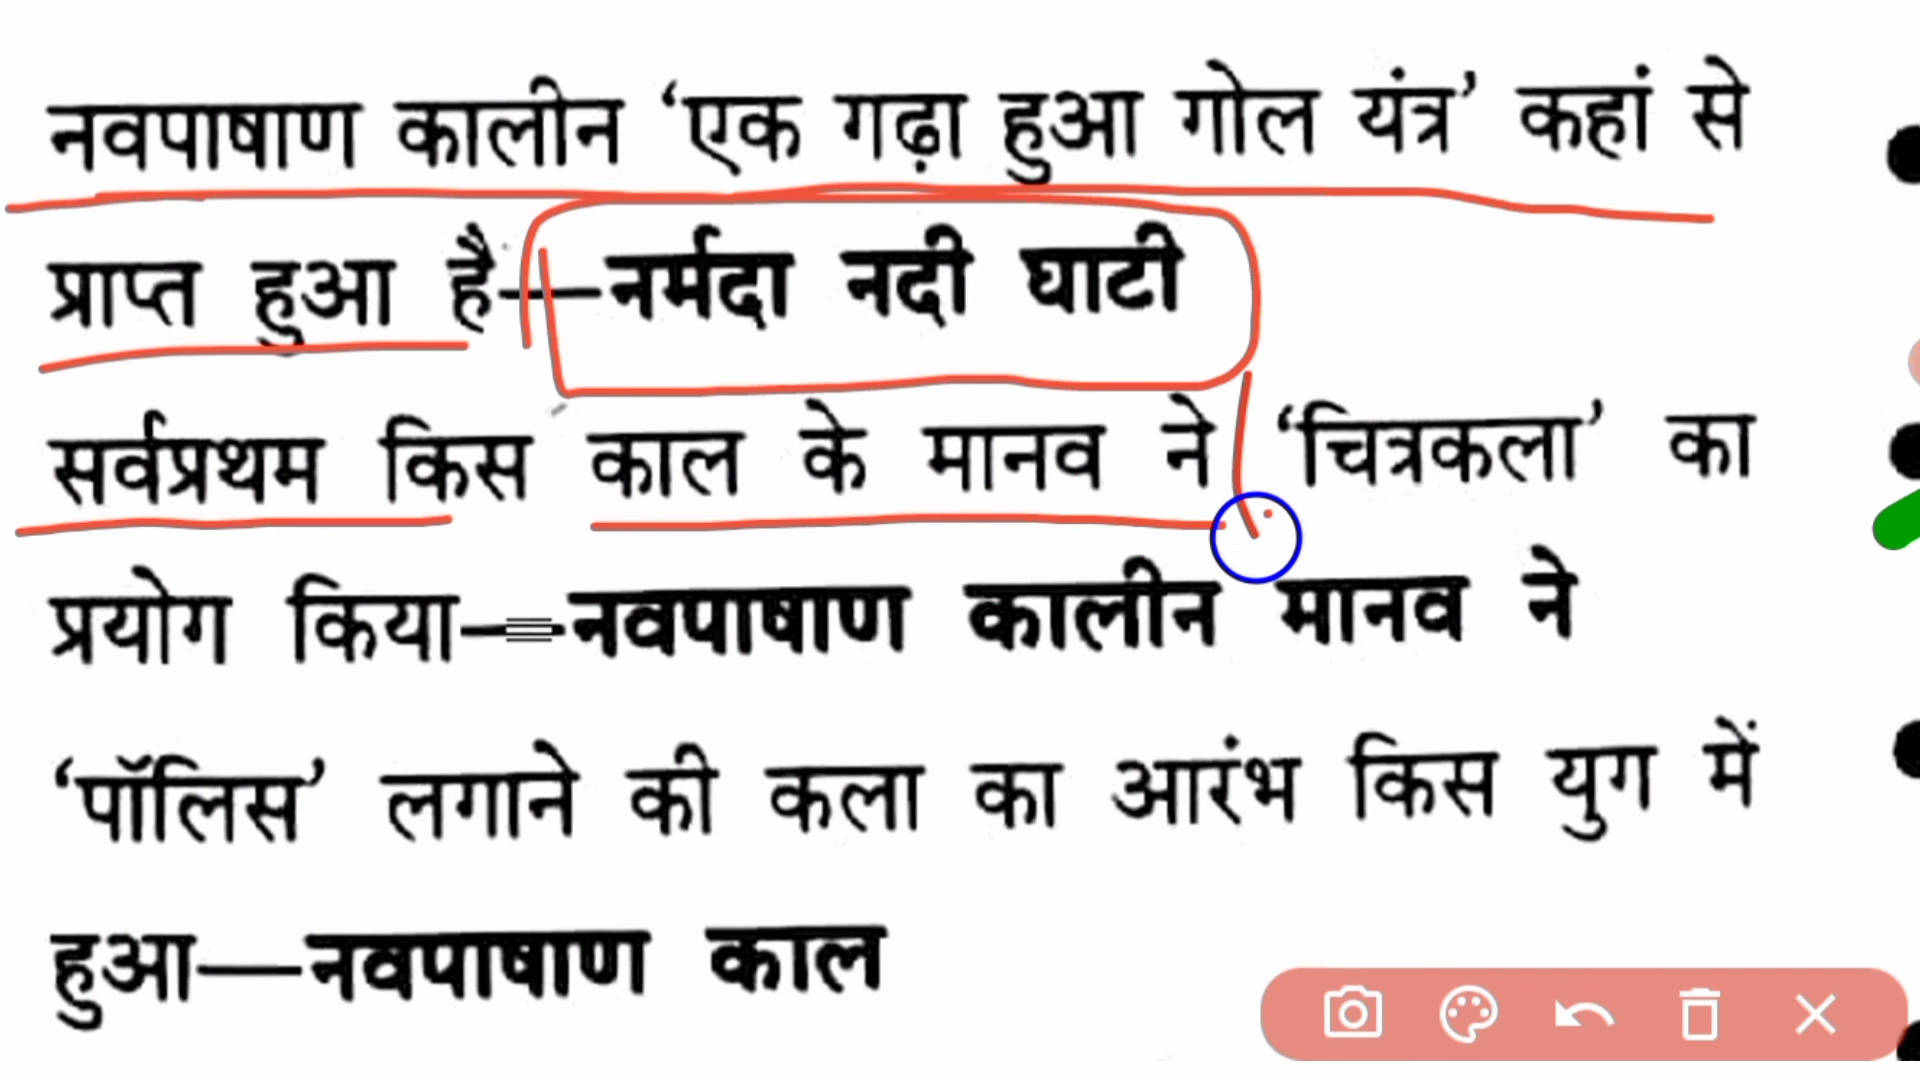 नवपाषाण कालीन ‘एक गढ़ा हुआ गोल यंत्र’ कहां से
प्राप्त हुआ है—नर्मदा नदी घाटी
सर्वप्रथम किस काल के मानव ने ‘चित्रकला’ का
प्रयोग किया—नवपाषाण कालीन मानव ने
‘पॉलिस’ लगाने की कला का आरंभ किस युग में
हुआ—नवपाषाण काल